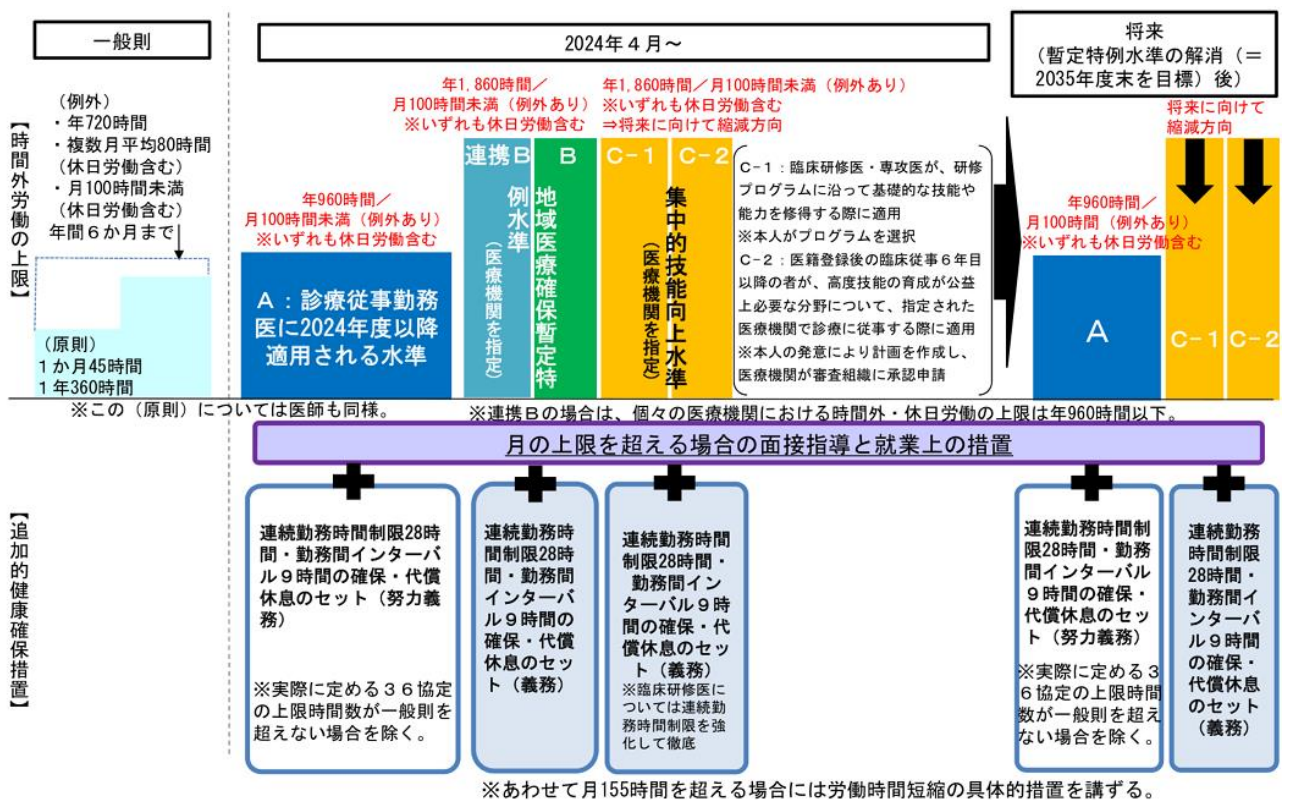 一般則
2024年４月～
将来
（暫定特例水準の解消（＝
2035年度末を目標）後）
【時間外労働の上限】
（例外）
・年720時間
・複数月平均80時間
（休日労働含む）
・月100時間未満
（休日労働含む）
年間６か月まで
（原則）
１か月45時間
１年360時間
※この（原則）については医師も同様。
年960時間／
月100時間未満（例外あり）
※いずれも休日労働含む
Ａ：診療従事勤務
医に2024年度以降
適用される水準
年1,860時間／
月100時間未満（例外あり）
※いずれも休日労働含む
連携Ｂ
Ｂ
地域医療確保暫定特
例水準
（医療機関を指定）
年1,860時間／月100時間未満（例外あり）
※いずれも休日労働含む
⇒将来に向けて縮減方向
Ｃ-１
Ｃ-２
集中的技能向上水準
（医療機関を指定）
Ｃ-１：臨床研修医・専攻医が、研修
プログラムに沿って基礎的な技能や
能力を修得する際に適用
※本人がプログラムを選択
Ｃ-２：医籍登録後の臨床従事６年目
以降の者が、高度技能の育成が公益
上必要な分野について、指定された
医療機関で診療に従事する際に適用
※本人の発意により計画を作成し、
医療機関が審査組織に承認申請
年960時間／
月100時間（例外あり）
※いずれも休日労働含む
Ａ
将来に向けて
縮減方向
Ｃ-１
Ｃ-２
※連携Ｂの場合は、個々の医療機関における時間外・休日労働の上限は年960時間以下。
月の上限を超える場合の面接指導と就業上の措置
【追加的健康確保措置】
連続勤務時間制限28時
間・勤務間インターバ
ル９時間の確保・代償
休息のセット（努力義
務）
※実際に定める３６協定
の上限時間数が一般則を
超えない場合を除く。
連続勤務時
間制限28時
間・勤務間
インターバ
ル９時間の
確保・代償
休息のセッ
ト（義務）
連続勤務時間
制限28時間・
勤務間イン
ターバル９時
間の確保・代
償休息のセッ
ト（義務）
※臨床研修医に
ついては連続勤
務時間制限を強
化して徹底
連続勤務時間制
限28時間・勤務
間インターバル
９時間の確保・
代償休息のセッ
ト（努力義務）
※実際に定める３
６協定の上限時間
数が一般則を超え
ない場合を除く。
連続勤務
時間制限
28時間・
勤務間イ
ンターバ
ル９時間
の確保・
代償休息
のセット
（義務）
※あわせて月155時間を超える場合には労働時間短縮の具体的措置を講ずる。